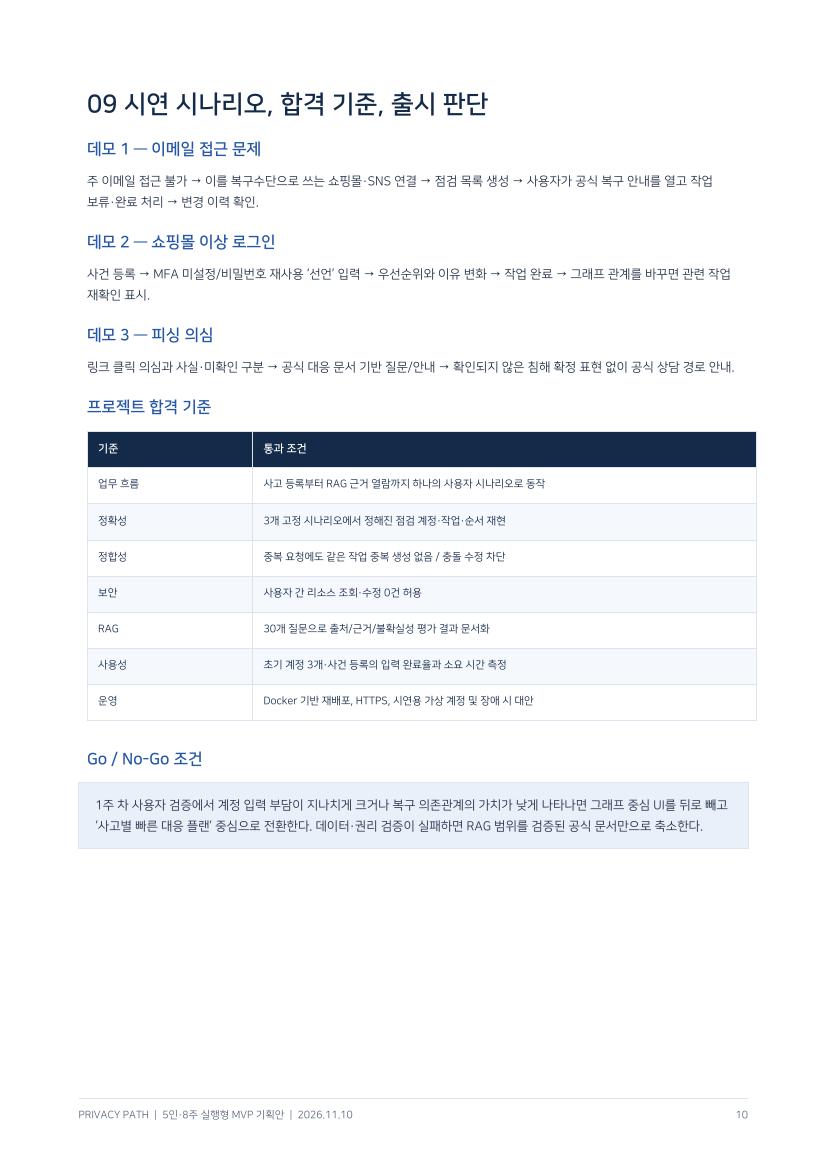 09 시연 시나리오, 합격 기준, 출시 판단
데모 1 — 이메일 접근 문제
주 이메일 접근 불가 → 이를 복구수단으로 쓰는 쇼핑몰·SNS 연결 → 점검 목록 생성 → 사용자가 공식 복구 안내를 열고 작업
보류·완료 처리 → 변경 이력 확인.
데모 2 — 쇼핑몰 이상 로그인
사건 등록 → MFA 미설정/비밀번호 재사용 '선언' 입력 → 우선순위와 이유 변화 → 작업 완료 → 그래프 관계를 바꾸면 관련 작업
재확인 표시.
데모 3 — 피싱 의심
링크 클릭 의심과 사실·미확인 구분 → 공식 대응 문서 기반 질문/안내 → 확인되지 않은 침해 확정 표현 없이 공식 상담 경로 안내.
프로젝트 합격 기준
기준 통과 조건
업무 흐름 사고 등록부터 RAG 근거 열람까지 하나의 사용자 시나리오로 동작
정확성 3개 고정 시나리오에서 정해진 점검 계정·작업·순서 재현
정합성 중복 요청에도 같은 작업 중복 생성 없음 / 충돌 수정 차단
보안 사용자 간 리소스 조회·수정 0건 허용
RAG 30개 질문으로 출처/근거/불확실성 평가 결과 문서화
사용성 초기 계정 3개·사건 등록의 입력 완료율과 소요 시간 측정
운영 Docker 기반 재배포, HTTPS, 시연용 가상 계정 및 장애 시 대안
Go / No-Go 조건
1주 차 사용자 검증에서 계정 입력 부담이 지나치게 크거나 복구 의존관계의 가치가 낮게 나타나면 그래프 중심 UI를 뒤로 빼고
'사고별 빠른 대응 플랜' 중심으로 전환한다. 데이터·권리 검증이 실패하면 RAG 범위를 검증된 공식 문서만으로 축소한다.
PRIVACY PATH | 5인·8주 실행형 MVP 기획안 | 2026.11.10
10